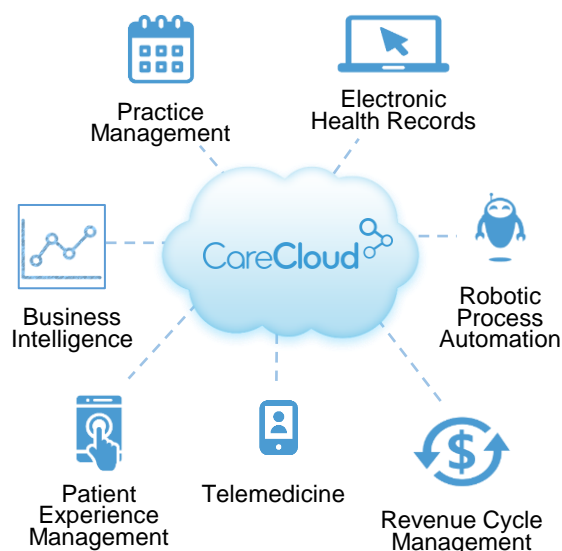 Practice
Management
Electronic
Health Records
CareCloud
Business
Intelligence
Robotic
Process
Automation
Patient
Experience
Management
Telemedicine
$
Revenue Cycle
Management